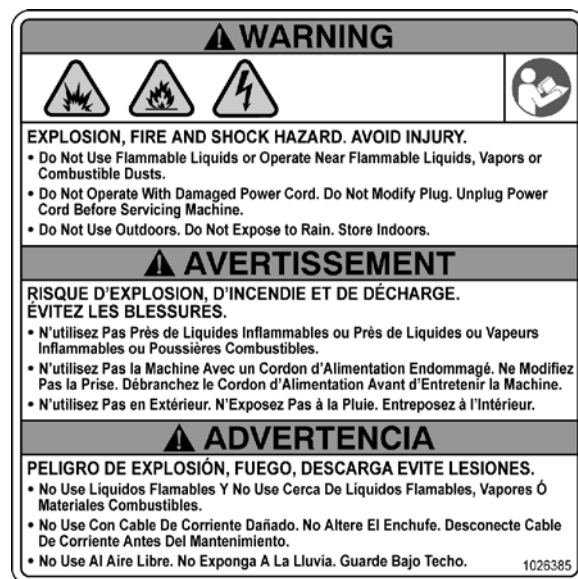 WARNING
EXPLOSION, FIRE AND SHOCK HAZARD. AVOID INJURY.
• Do Not Use Flammable Liquids or Operate Near Flammable Liquids, Vapors or
Combustible Dusts.
• Do Not Operate With Damaged Power Cord. Do Not Modify Plug. Unplug Power
Cord Before Servicing Machine.
• Do Not Use Outdoors. Do Not Expose to Rain. Store Indoors.
AVERTISSEMENT
RISQUE D’EXPLOSION, D’INCENDIE ET DE DÉCHARGE.
ÉVITEZ LES BLESSURES.
• N’utilisez Pas Près de Liquides Inflammables ou Près de Liquides ou Vapeurs
Inflammables ou Poussières Combustibles.
• N’utilisez Pas la Machine Avec un Cordon d’Alimentation Endommagé. Ne Modifiez
Pas la Prise. Débranchez le Cordon d’Alimentation Avant d’Entretenir la Machine.
• N’utilisez Pas en Extérieur. N’Exposez Pas à la Pluie. Entreposez à l’Intérieur.
ADVERTENCIA
PELIGRO DE EXPLOSIÓN, FUEGO, DESCARGA EVITE LESIONES.
• No Use Líquidos Flamables Y No Use Cerca De Líquidos Flamables, Vapores Ó
Materiales Combustibles.
• No Use Con Cable De Corriente Dañado. No Altere El Enchufe. Desconecte Cable
De Corriente Antes Del Mantenimiento.
• No Use Al Aire Libre. No Exponga A La Lluvia. Guarde Bajo Techo.
1026385